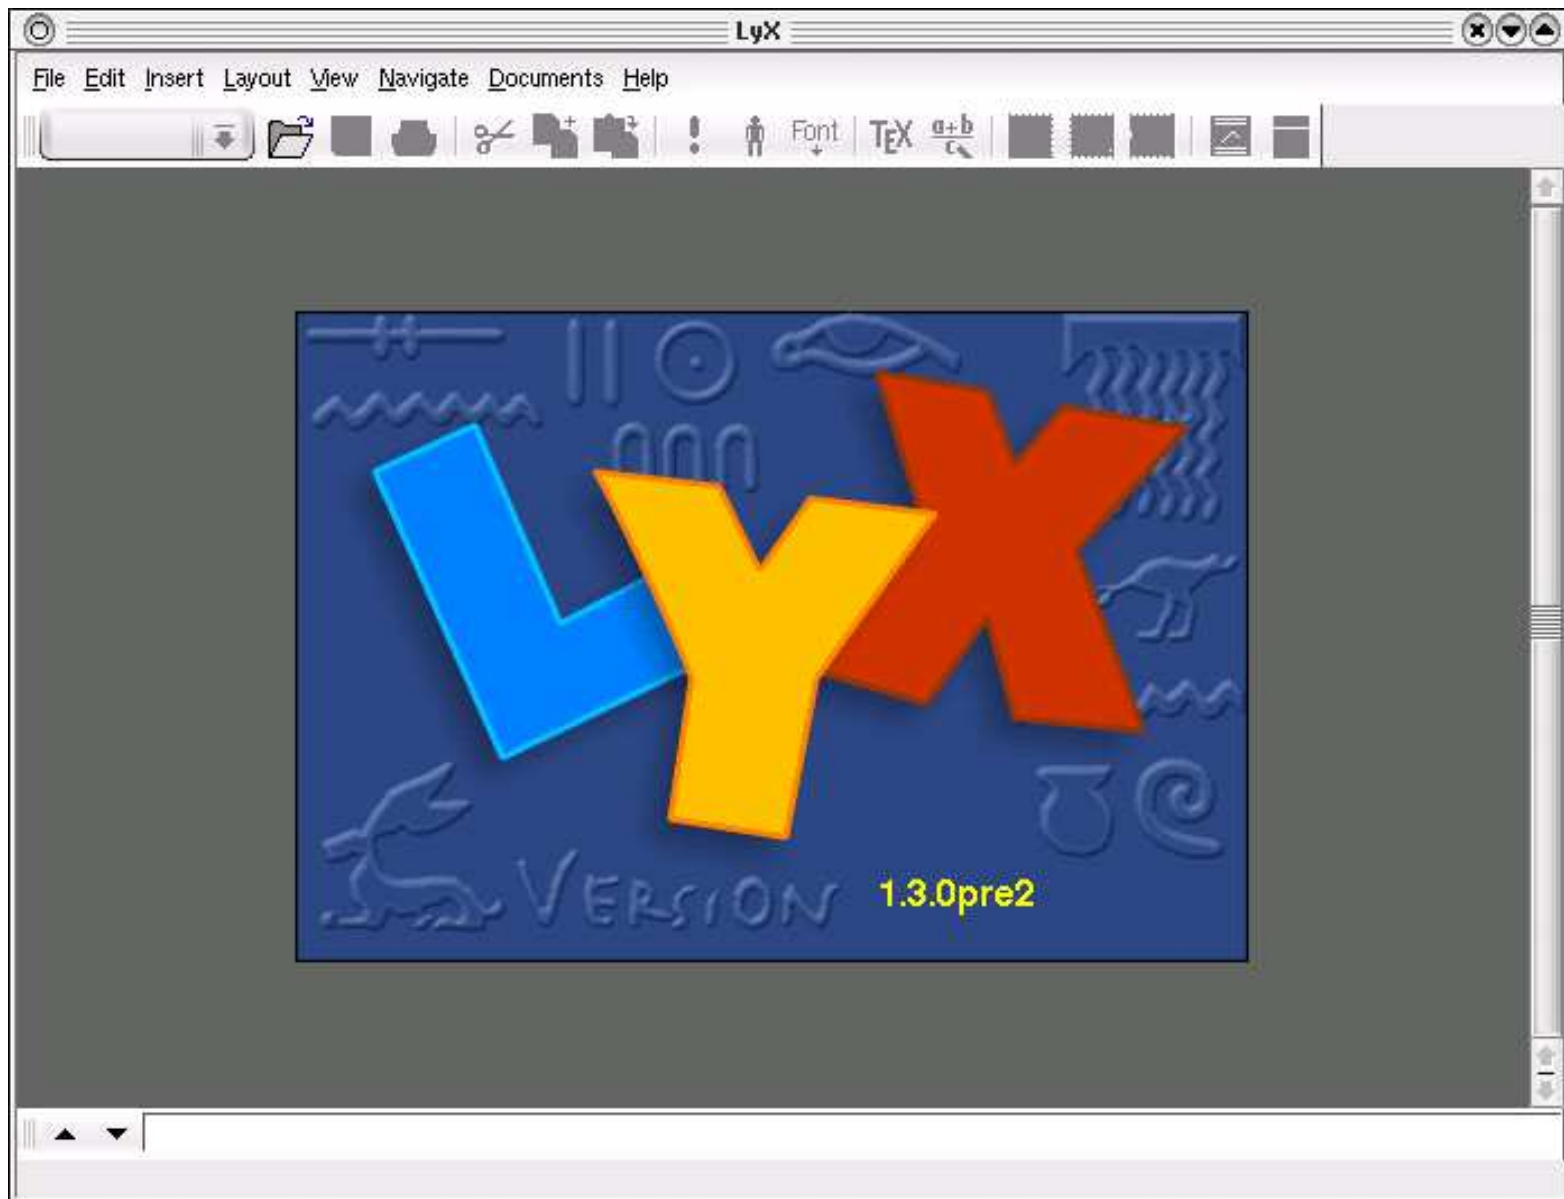 LyX
File Edit Insert Layout View Navigate Documents Help
Font TEX a+b
c
LYX
VERSION 1.3.0pre2